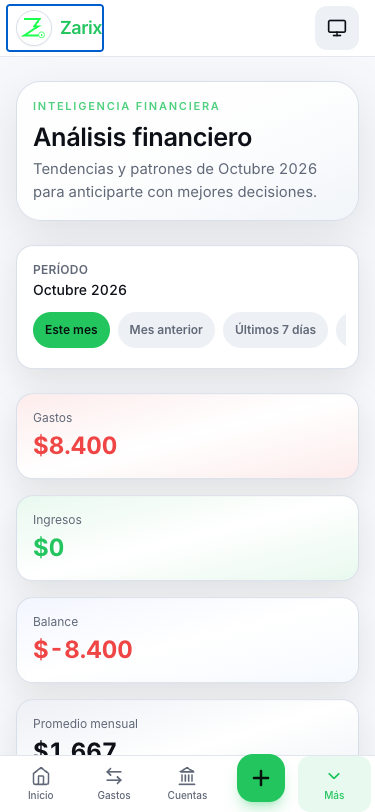 Zarix
INTELIGENCIA FINANCIERA
Análisis financiero
Tendencias y patrones de Octubre 2026
para anticiparte con mejores decisiones.
PERÍODO
Octubre 2026
Este mes
Mes anterior
Últimos 7 días
Gastos
$8.400
Ingresos
$0
Balance
$-8.400
Promedio mensual
$1.667
Inicio
Gastos
Cuentas
Más